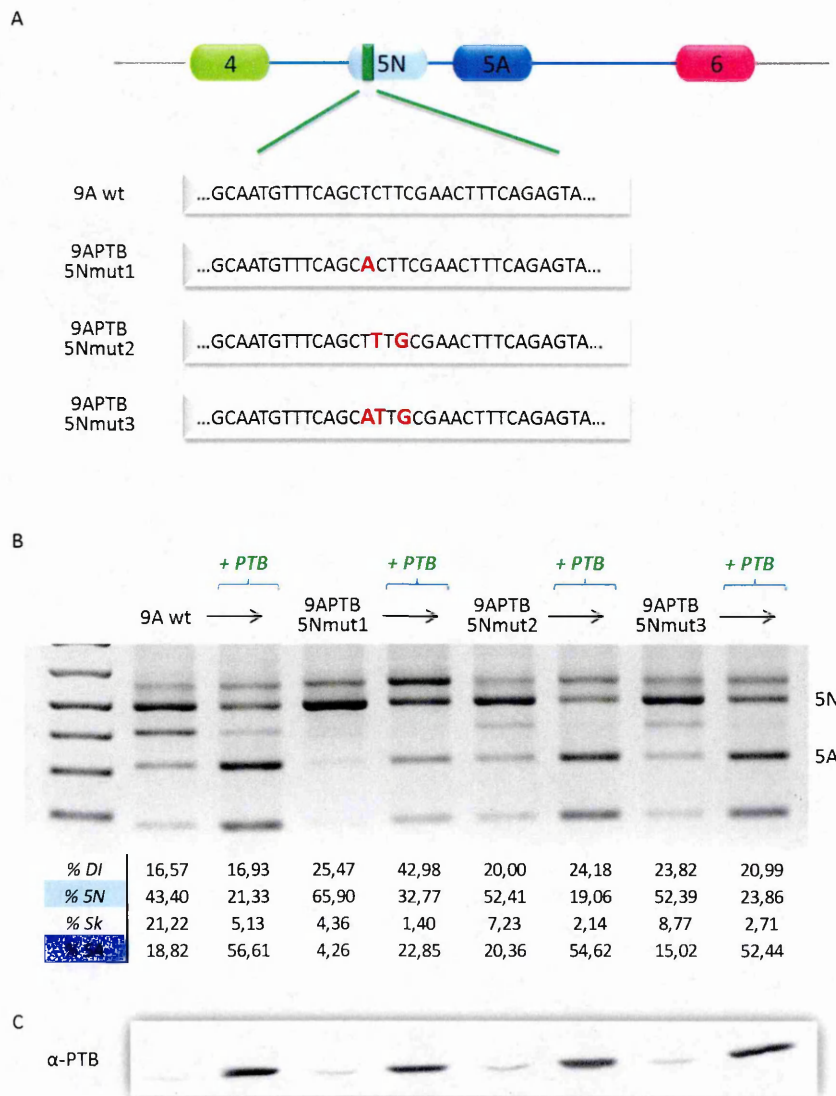 A
4 5N 5A 6
9A wt ...GCAATGTTTCAGCTCTTCGAACTTTCAGAGTA...
9APTB
5Nmut1 ...GCAATGTTTCAGCACTTCGAACTTTCAGAGTA...
9APTB
5Nmut2 ...GCAATGTTTCAGCTTTGCGAACTTTCAGAGTA...
9APTB
5Nmut3 ...GCAATGTTTCAGCATTGCGAACTTTCAGAGTA...
B
+ PTB + PTB + PTB + PTB
9A wt 9APTB 5Nmut1 9APTB 5Nmut2 9APTB 5Nmut3
5N
5A
% DI 16,57 16,93 25,47 42,98 20,00 24,18 23,82 20,99
% 5N 43,40 21,33 65,90 32,77 52,41 19,06 52,39 23,86
% Sk 21,22 5,13 4,36 1,40 7,23 2,14 8,77 2,71
18,82 56,61 4,26 22,85 20,36 54,62 15,02 52,44
C
α-PTB